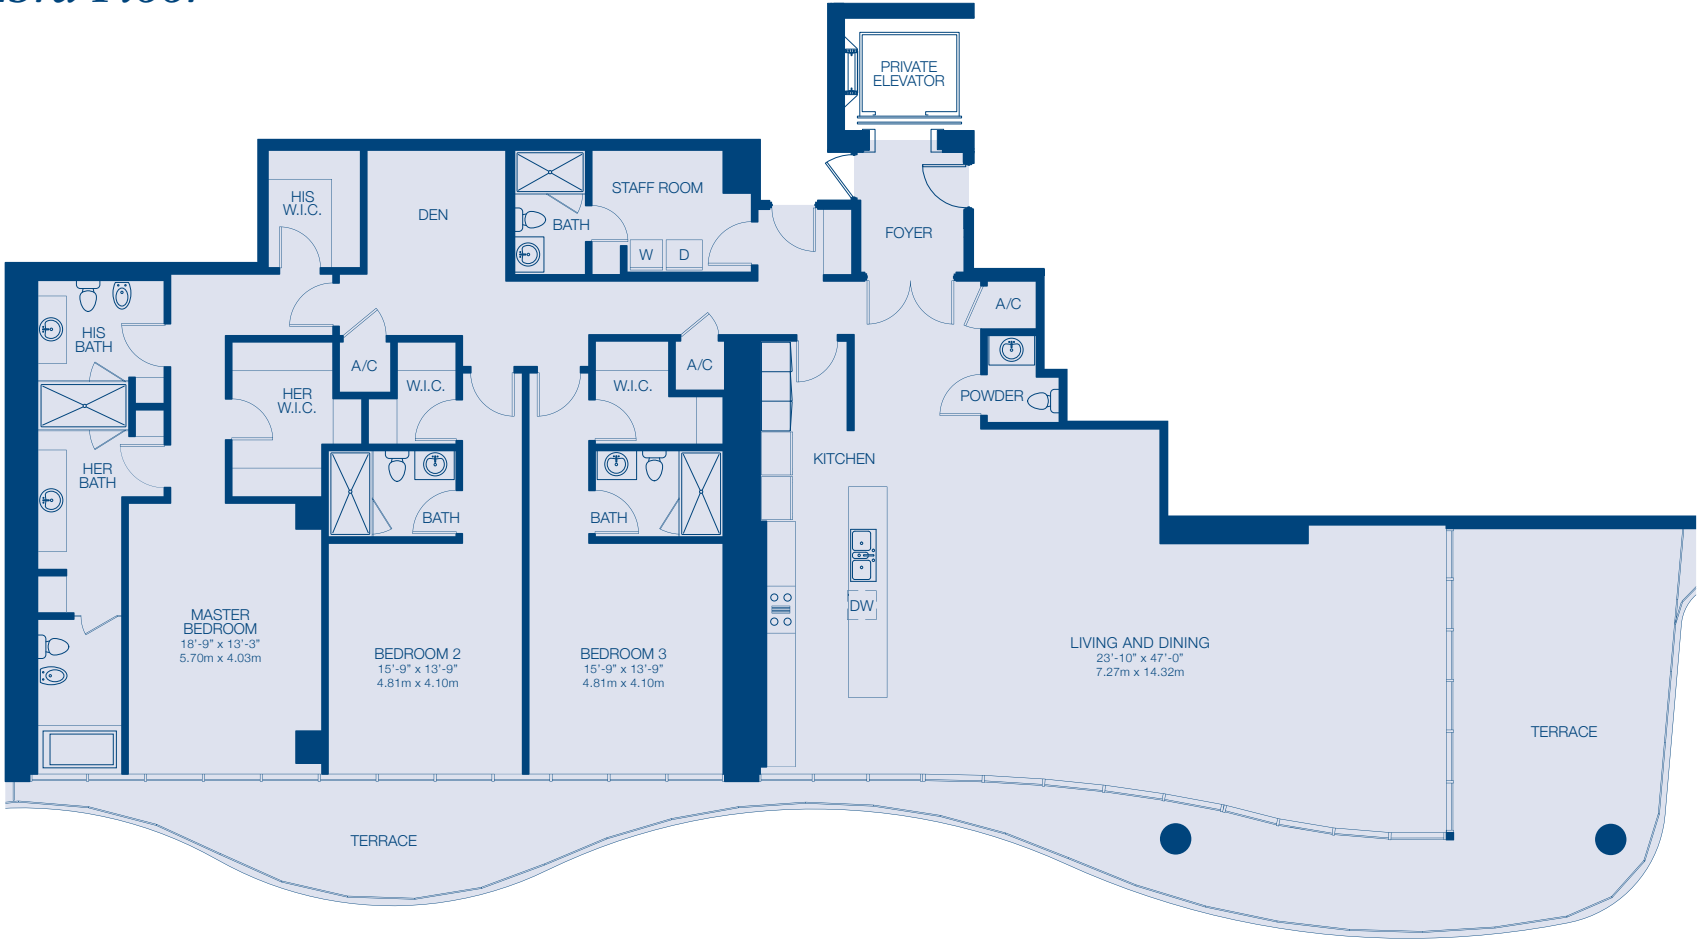 Floor
PRIVATE
ELEVATOR
HIS
W.I.C.
DEN
STAFF ROOM
BATH
W
D
FOYER
A/C
HIS
BATH
A/C
W.I.C.
HER
W.I.C.
W.I.C.
A/C
POWDER
KITCHEN
HER
BATH
BATH
BATH
DW
MASTER
BEDROOM
18'-9" x 13'-3"
5.70m x 4.03m
BEDROOM 2
15'-9" x 13'-9"
4.81m x 4.10m
BEDROOM 3
15'-9" x 13'-9"
4.81m x 4.10m
LIVING AND DINING
23'-10" x 47'-0"
7.27m x 14.32m
TERRACE
TERRACE